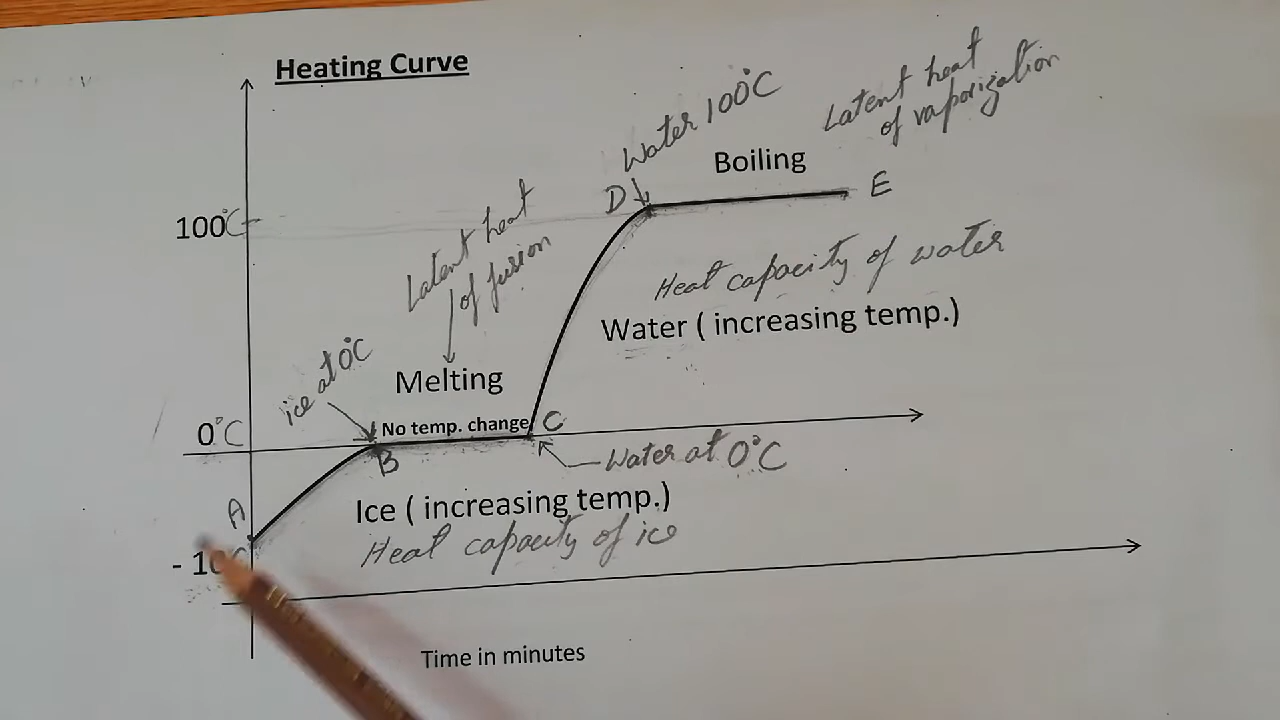 Heating Curve
Water 100°C
Latent heat
of vaporization
Boiling
D
E
100°C
Latent heat
of fusion
Heat capacity of water
Water ( increasing temp.)
ice at 0°C
Melting
0°C
No temp. change
C
B
Water at 0°C
A
Ice ( increasing temp.)
Heat capacity of ice
Time in minutes